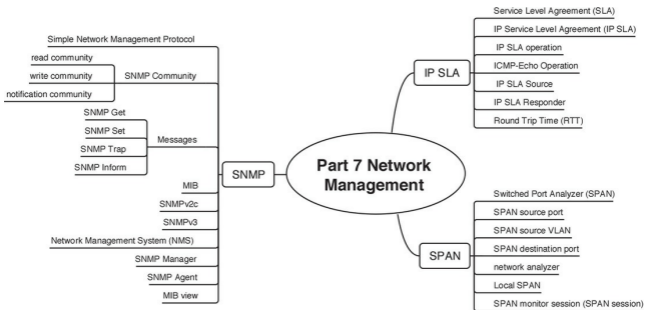 Part 7 Network
Management
SNMP
Simple Network Management Protocol
SNMP Community
read community
write community
notification community
Messages
SNMP Get
SNMP Set
SNMP Trap
SNMP Inform
MIB
SNMPv2c
SNMPv3
Network Management System (NMS)
SNMP Manager
SNMP Agent
MIB view
IP SLA
Service Level Agreement (SLA)
IP Service Level Agreement (IP SLA)
IP SLA operation
ICMP-Echo Operation
IP SLA Source
IP SLA Responder
Round Trip Time (RTT)
SPAN
Switched Port Analyzer (SPAN)
SPAN source port
SPAN source VLAN
SPAN destination port
network analyzer
Local SPAN
SPAN monitor session (SPAN session)